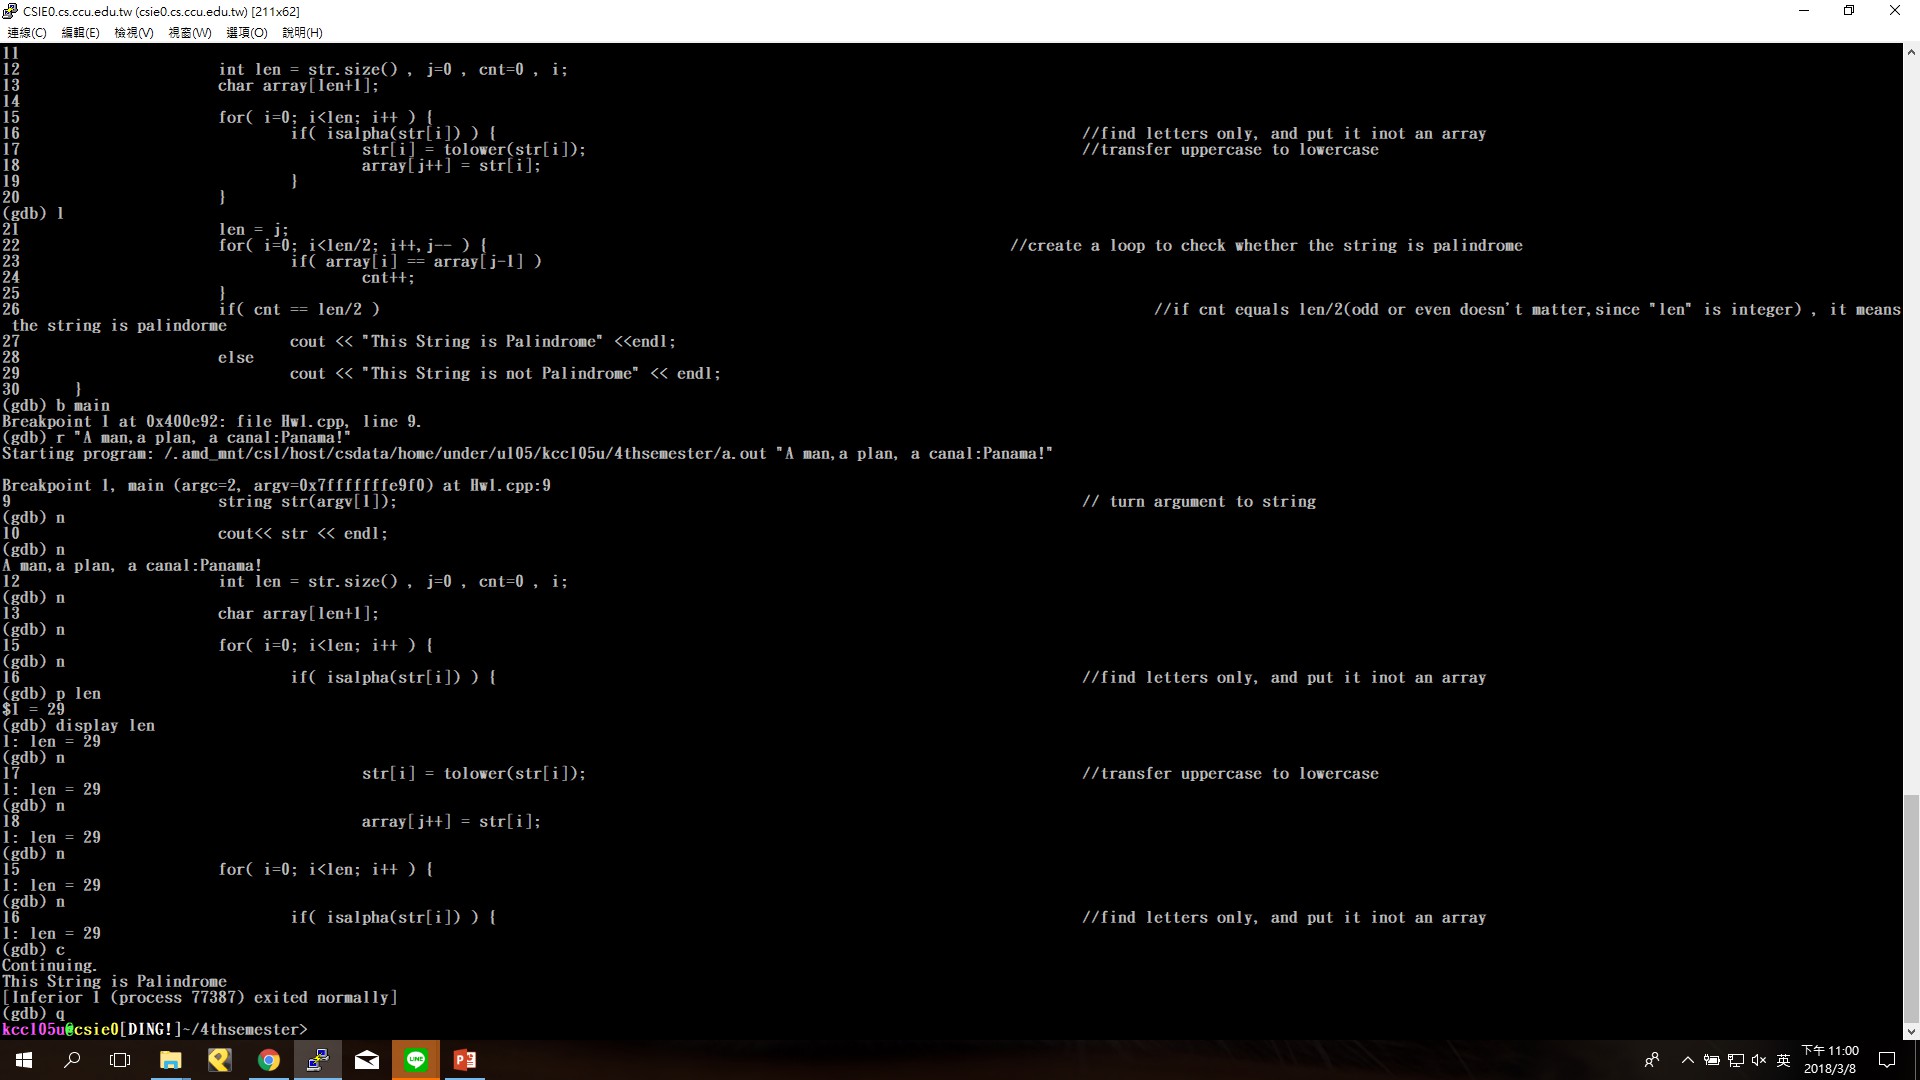 CSIE0.cs.ccu.edu.tw (csie0.cs.ccu.edu.tw) [211x62]
連線(C) 編輯(E) 檢視(V) 視窗(W) 選項(O) 說明(H)
11
12 int len = str.size() , j=0 , cnt=0 , i;
13 char array[len+1];
14
15 for( i=0; i<len; i++ ) {
16 if( isalpha(str[i]) ) { //find letters only, and put it inot an array
17 str[i] = tolower(str[i]); //transfer uppercase to lowercase
18 array[j++] = str[i];
19 }
20 }
(gdb) l
21 len = j;
22 for( i=0; i<len/2; i++,j-- ) { //create a loop to check whether the string is palindrome
23 if( array[i] == array[j-1] )
24 cnt++;
25 }
26 if( cnt == len/2 ) //if cnt equals len/2(odd or even doesn't matter,since "len" is integer) , it means
the string is palindorme
27 cout << "This String is Palindrome" <<endl;
28 else
29 cout << "This String is not Palindrome" << endl;
30 }
(gdb) b main
Breakpoint 1 at 0x400e92: file Hw1.cpp, line 9.
(gdb) r "A man,a plan, a canal:Panama!"
Starting program: /.amd_mnt/cs1/host/csdata/home/under/u105/kcc105u/4thsemester/a.out "A man,a plan, a canal:Panama!"
Breakpoint 1, main (argc=2, argv=0x7fffffffe9f0) at Hw1.cpp:9
9 string str(argv[1]); // turn argument to string
(gdb) n
10 cout<< str << endl;
(gdb) n
A man,a plan, a canal:Panama!
12 int len = str.size() , j=0 , cnt=0 , i;
(gdb) n
13 char array[len+1];
(gdb) n
15 for( i=0; i<len; i++ ) {
(gdb) n
16 if( isalpha(str[i]) ) { //find letters only, and put it inot an array
(gdb) p len
$1 = 29
(gdb) display len
1: len = 29
(gdb) n
17 str[i] = tolower(str[i]); //transfer uppercase to lowercase
1: len = 29
(gdb) n
18 array[j++] = str[i];
1: len = 29
(gdb) n
15 for( i=0; i<len; i++ ) {
1: len = 29
(gdb) n
16 if( isalpha(str[i]) ) { //find letters only, and put it inot an array
1: len = 29
(gdb) c
Continuing.
This String is Palindrome
[Inferior 1 (process 77387) exited normally]
(gdb) q
kcc105u@csie0[DING!]~/4thsemester>
LINE
英
下午 11:00
2018/3/8